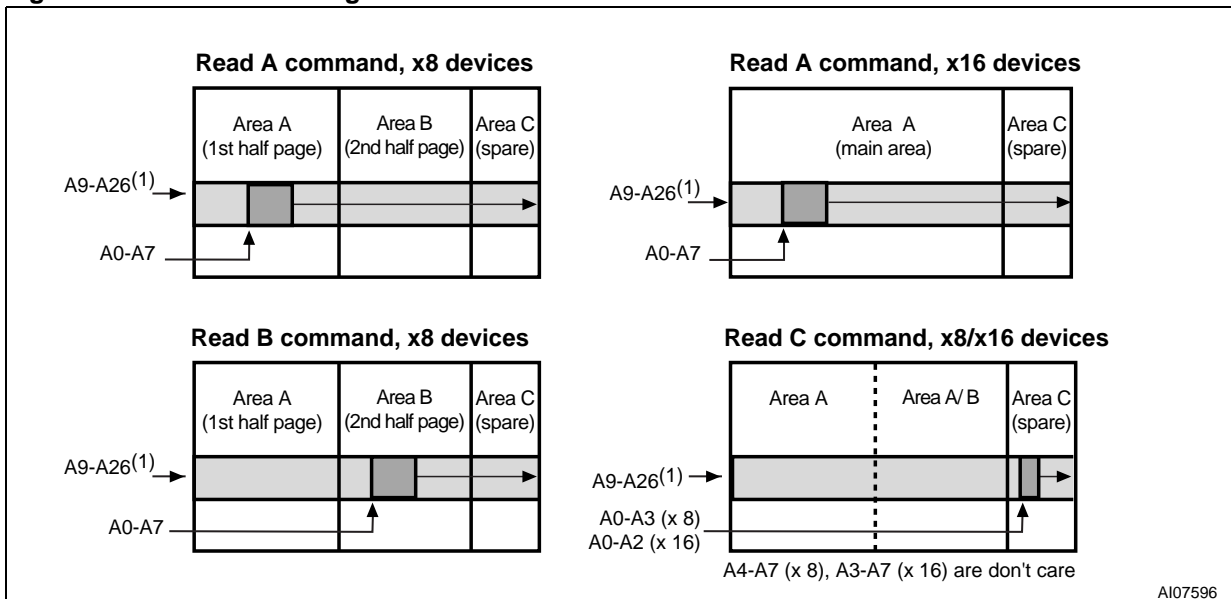 Read A command, x8 devices
Area A
(1st half page)
Area B
(2nd half page)
Area C
(spare)
A9-A26(1)
A0-A7
Read A command, x16 devices
Area A
(main area)
Area C
(spare)
A9-A26(1)
A0-A7
Read B command, x8 devices
Area A
(1st half page)
Area B
(2nd half page)
Area C
(spare)
A9-A26(1)
A0-A7
Read C command, x8/x16 devices
Area A
Area A/ B
Area C
(spare)
A9-A26(1)
A0-A3 (x 8)
A0-A2 (x 16)
A4-A7 (x 8), A3-A7 (x 16) are don't care
AI07596